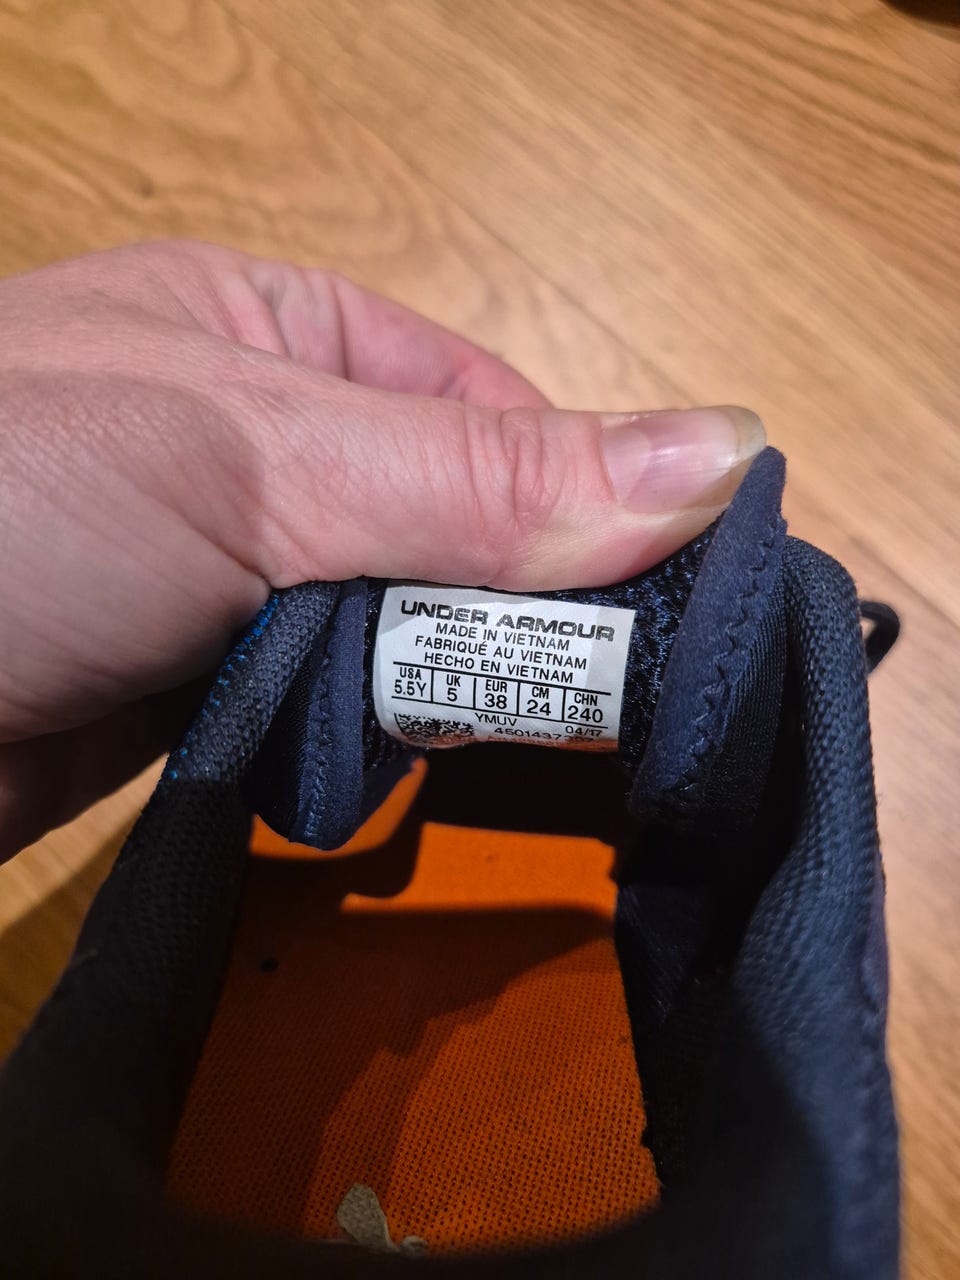 UNDER ARMOUR
MADE IN VIETNAM
FABRIQUÉ AU VIETNAM
HECHO EN VIETNAM
USA UK EUR CM CHN
5.5Y 5 38 24 240
YMUV 04/17